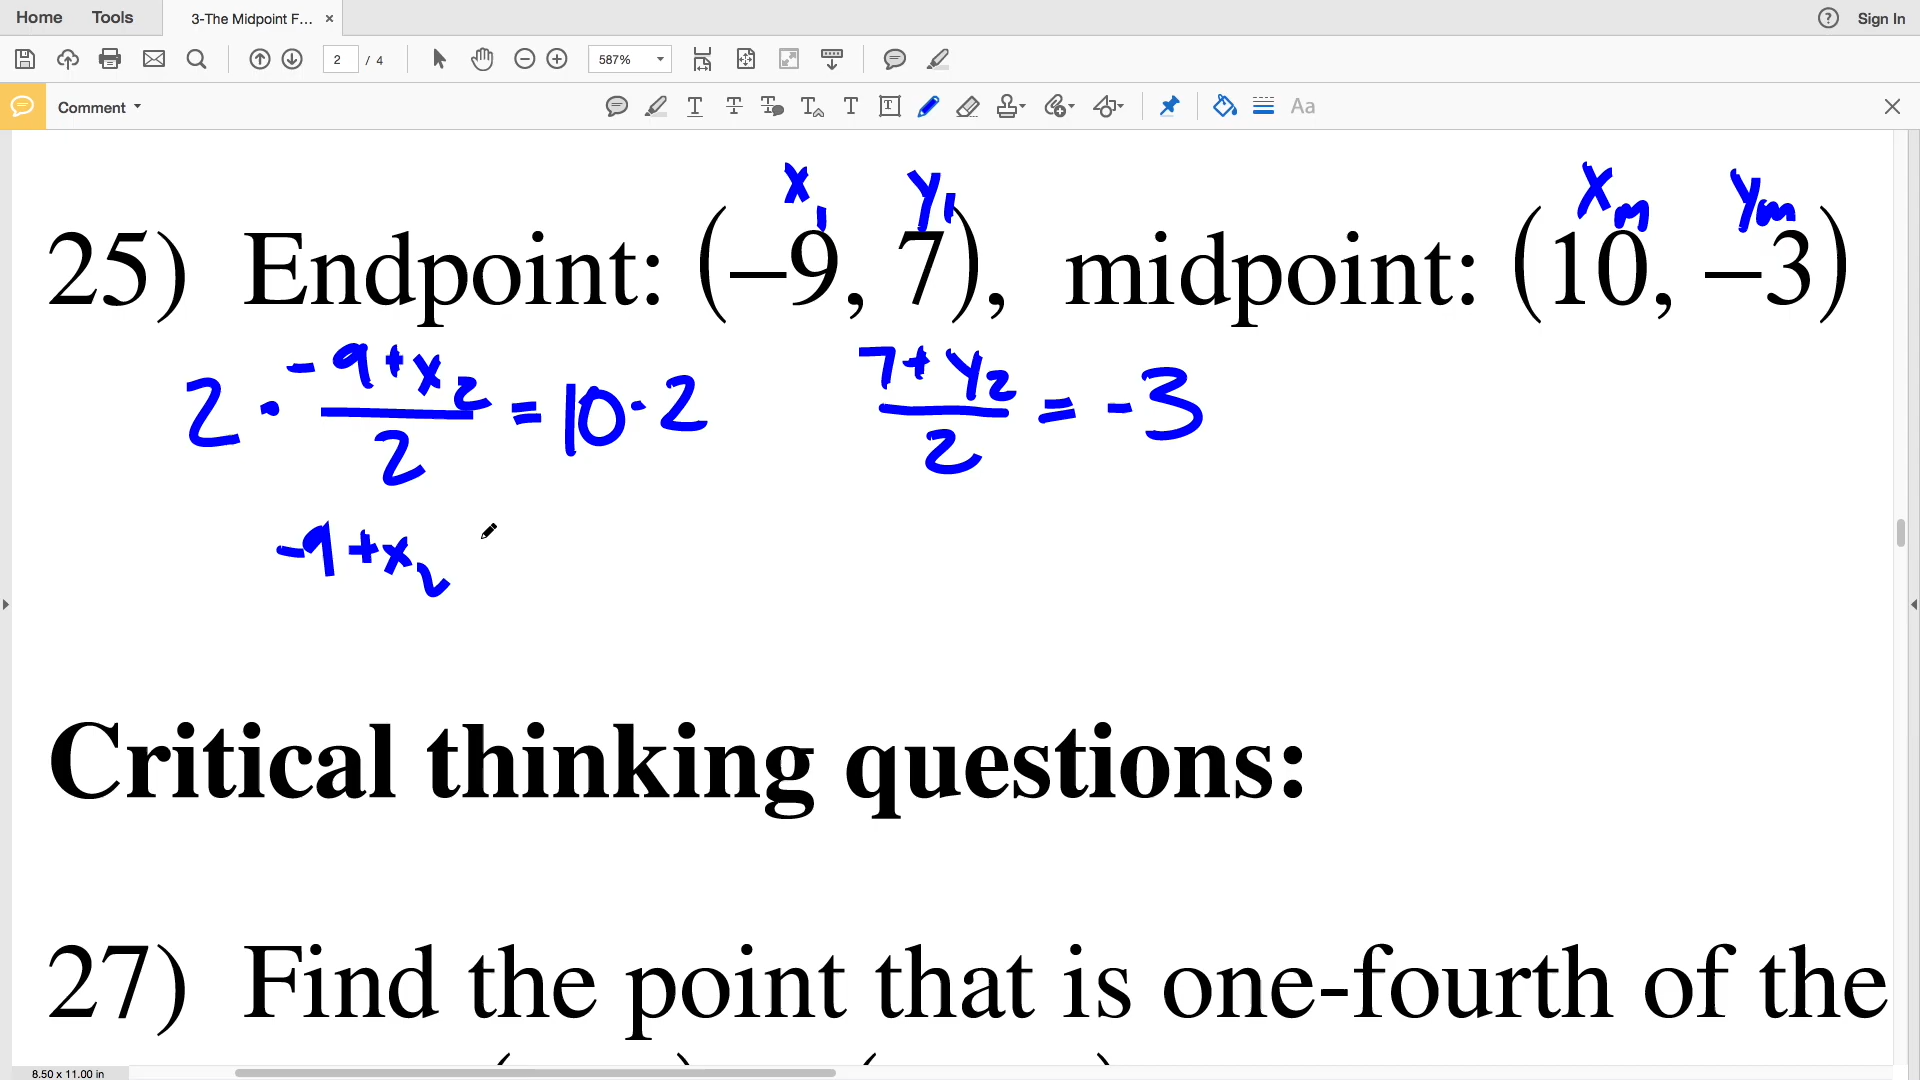 Home Tools 3-The Midpoint F... × ? Sign In
2 / 4 587%
Comment T T T T T T Aa
x₁ y₁ xₘ yₘ
25) Endpoint: (−9, 7), midpoint: (10, −3)
2 · (-9 + x₂)/2 = 10 · 2 (7 + y₂)/2 = -3
-9 + x₂
Critical thinking questions:
27) Find the point that is one-fourth of the
8.50 x 11.00 in